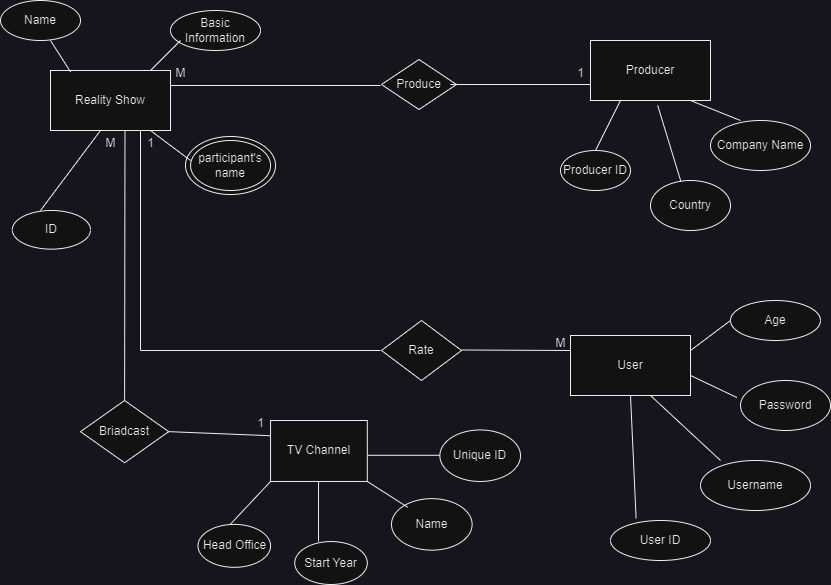 Name
Basic
Information
M
Produce
1
Producer
Reality Show
M
1
participant's
name
Producer ID
Company Name
Country
ID
Age
Rate
M
User
Password
Briadcast
1
TV Channel
Unique ID
Username
Name
Head Office
Start Year
User ID